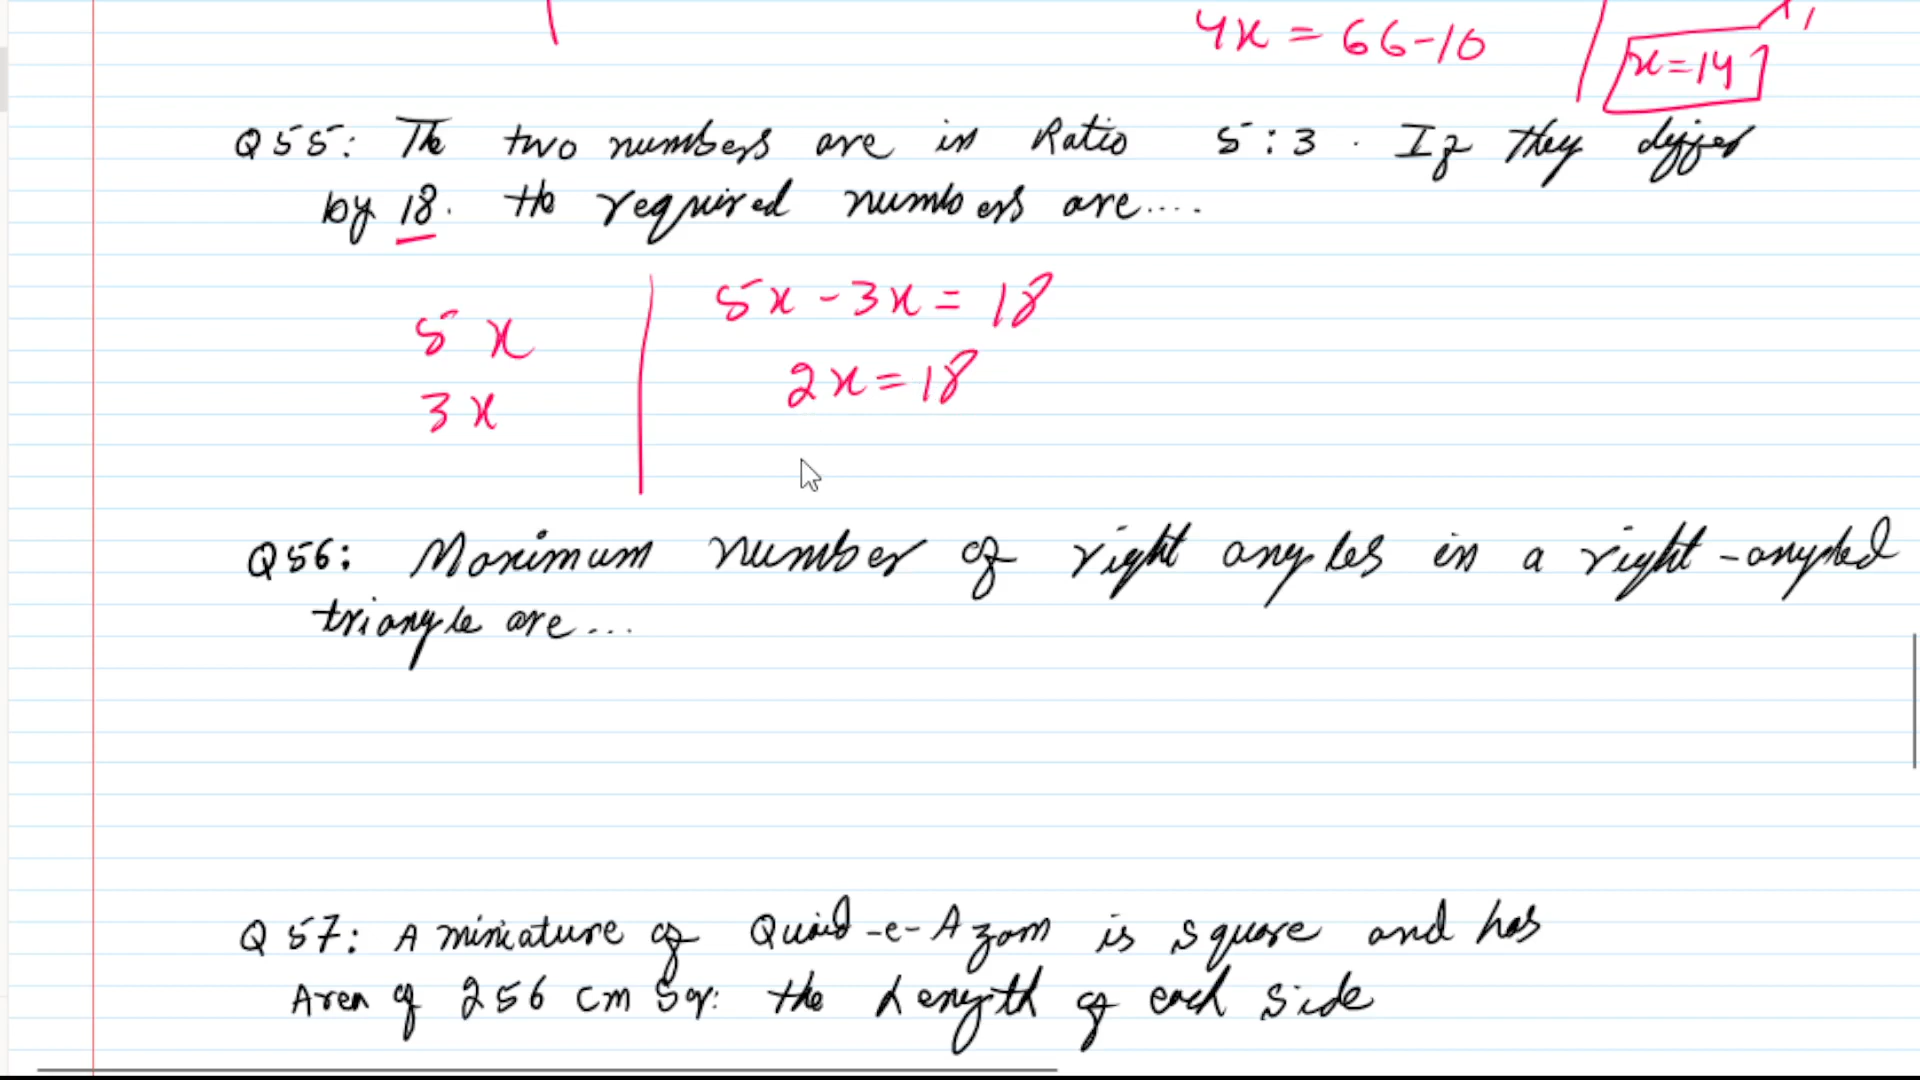 4x = 66-10
x=14
Q55: The two numbers are in Ratio 5:3. If they differ
by 18. the required numbers are....
5x - 3x = 18
5x
2x=18
3x
Q56: Maximum number of right angles in a right-angled
triangle are...
Q57: A miniature of Quaid-e-Azam is square and has
Area of 256 cm Sq: the Length of each side